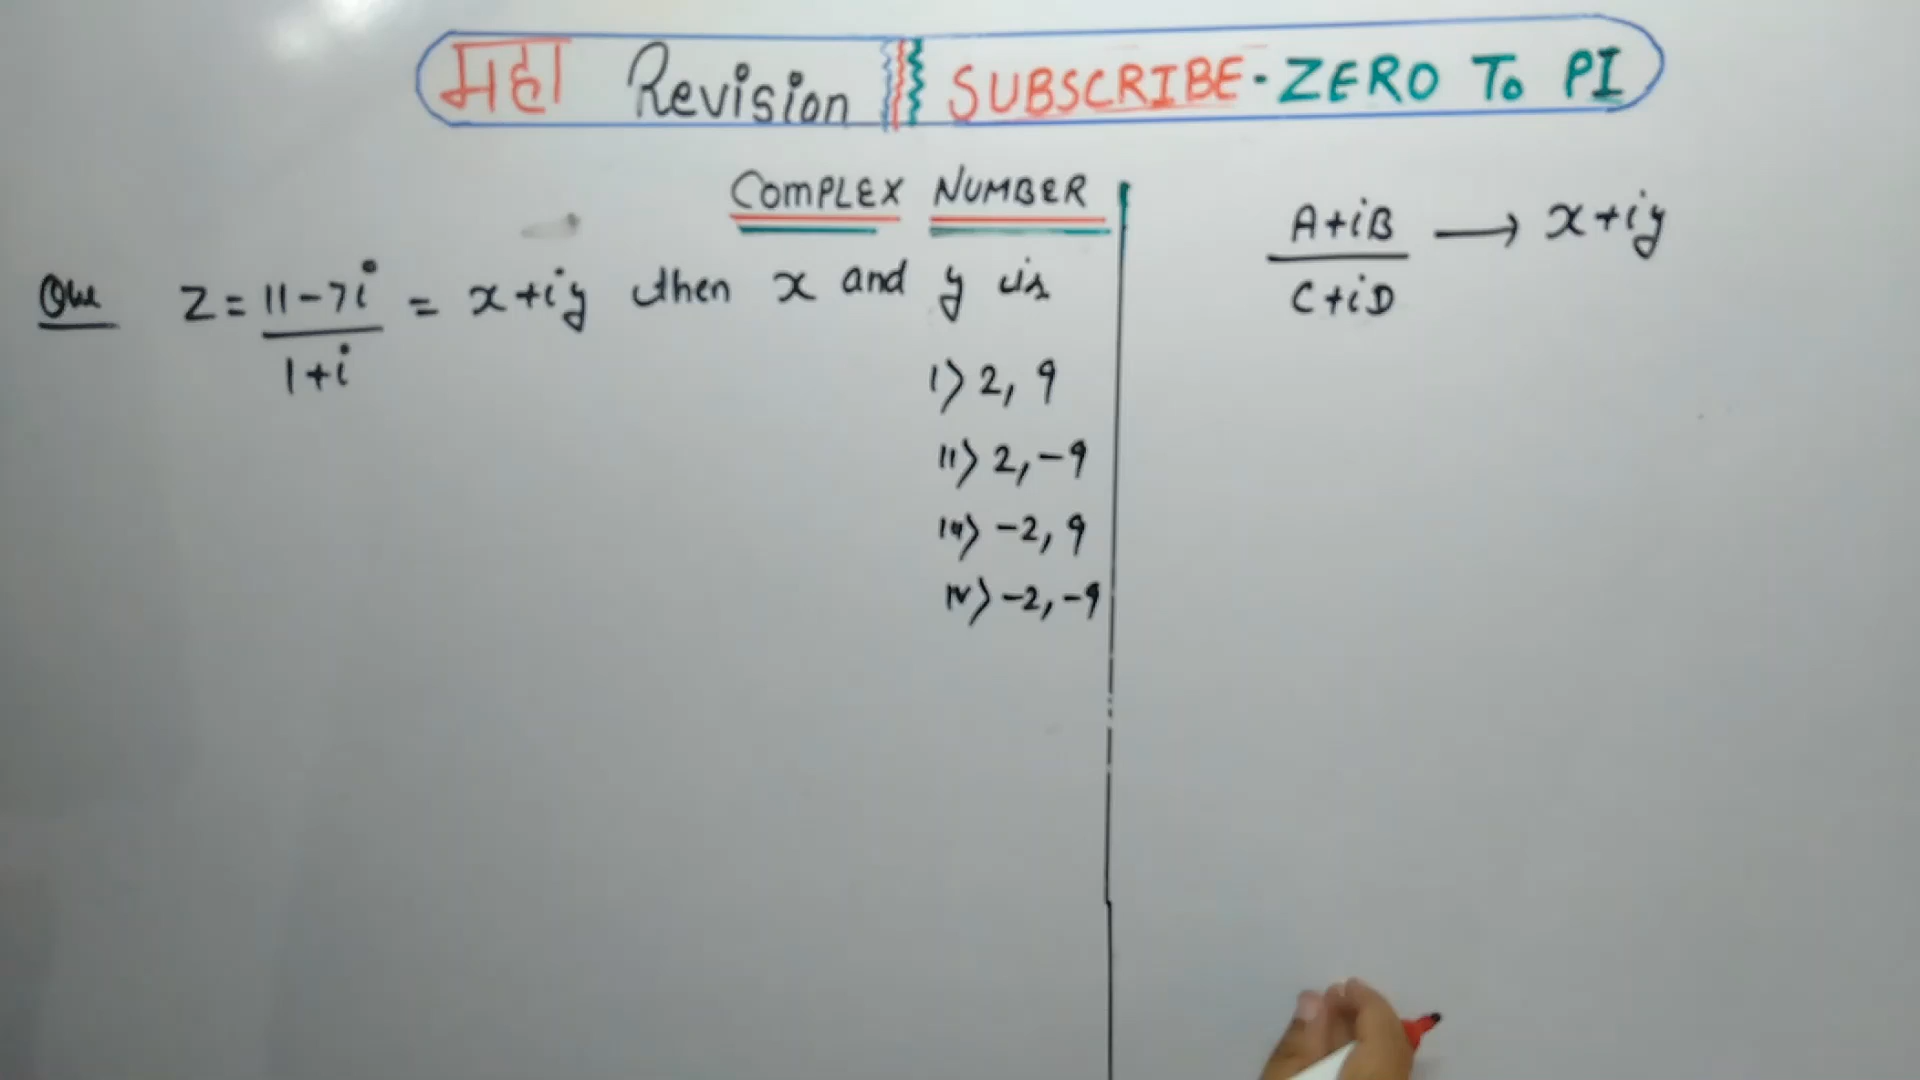 महा Revision SUBSCRIBE - ZERO To PI
COMPLEX NUMBER
Que Z = 11-7i / 1+i = x+iy then x and y is
I) 2, 9
II) 2, -9
III) -2, 9
IV) -2, -9
A+iB / C+iD → x+iy